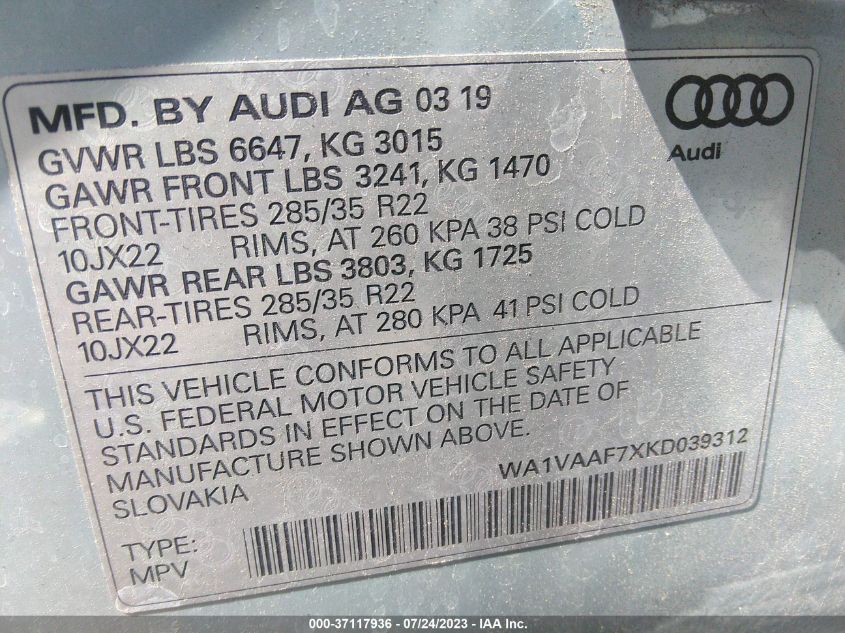 MFD. BY AUDI AG 03 19
GVWR LBS 6647, KG 3015
GAWR FRONT LBS 3241, KG 1470
FRONT-TIRES 285/35 R22
10JX22 RIMS, AT 260 KPA 38 PSI COLD
GAWR REAR LBS 3803, KG 1725
REAR-TIRES 285/35 R22
10JX22 RIMS, AT 280 KPA 41 PSI COLD
Audi
THIS VEHICLE CONFORMS TO ALL APPLICABLE
U.S. FEDERAL MOTOR VEHICLE SAFETY
STANDARDS IN EFFECT ON THE DATE OF
MANUFACTURE SHOWN ABOVE.
SLOVAKIA
WA1VAAF7XKD039312
TYPE:
MPV
000-37117936 - 07/24/2023 - IAA Inc.